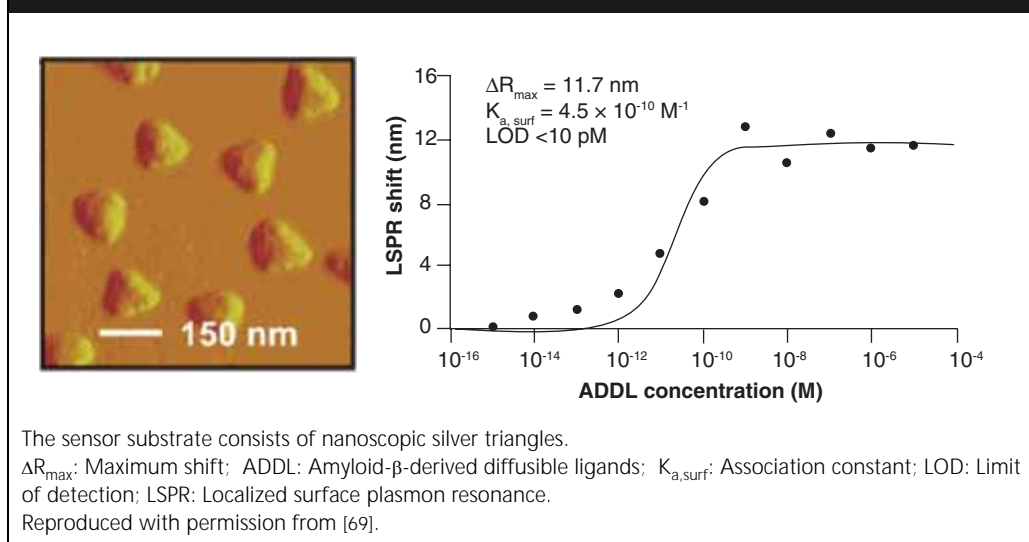 150 nm
16
12
8
4
0
LSPR shift (nm)
ΔRmax = 11.7 nm
Ka, surf = 4.5 × 10-10 M-1
LOD <10 pM
10-16 10-14 10-12 10-10 10-8 10-6 10-4
ADDL concentration (M)
The sensor substrate consists of nanoscopic silver triangles.
ΔRmax: Maximum shift; ADDL: Amyloid-β-derived diffusible ligands; Ka,surf: Association constant; LOD: Limit
of detection; LSPR: Localized surface plasmon resonance.
Reproduced with permission from [69].